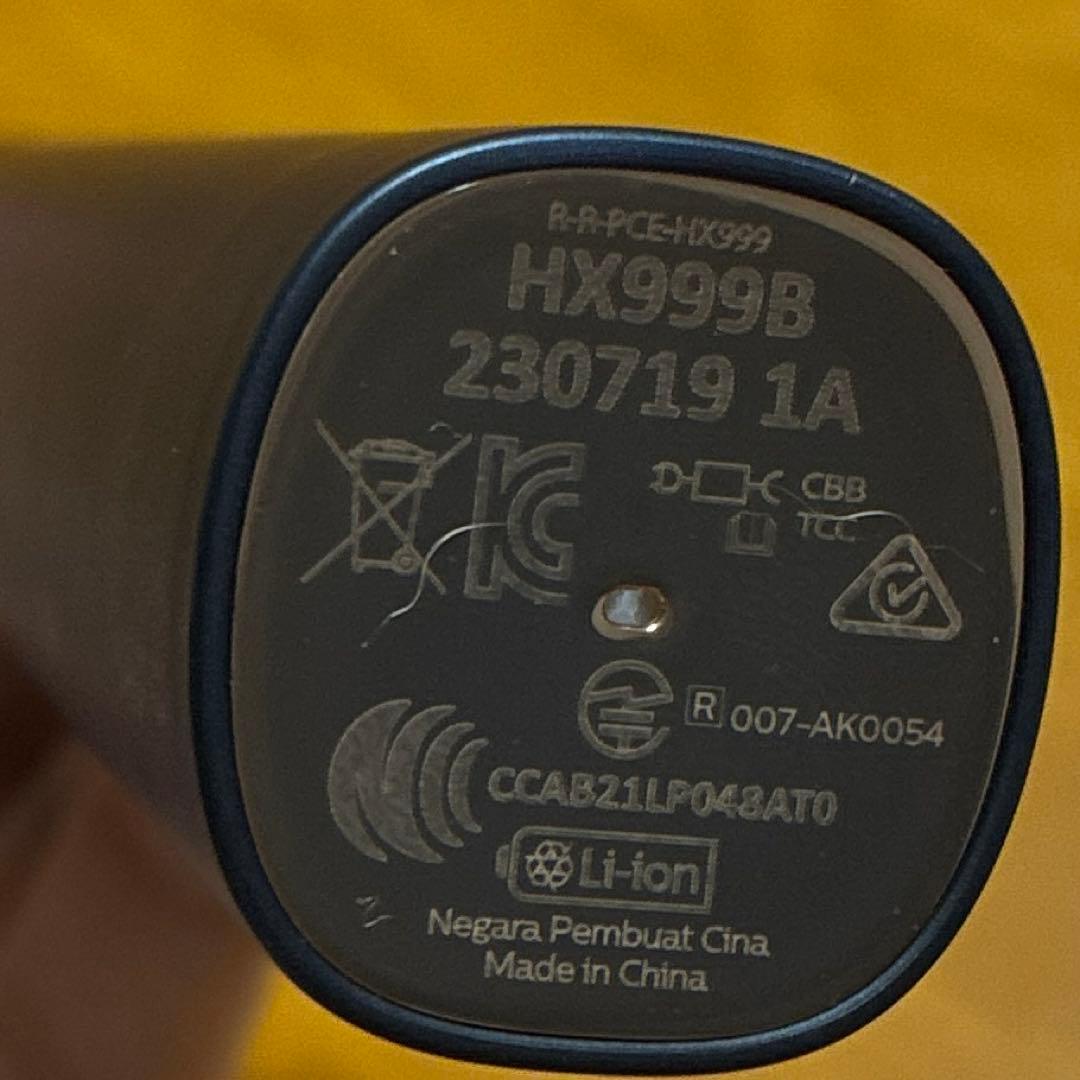 R-R-PCE-HX999
HX999B
230719 1A
CBB
TCC
R 007-AK0054
CCAB21LP048AT0
Li-ion
Negara Pembuat Cina
Made in China